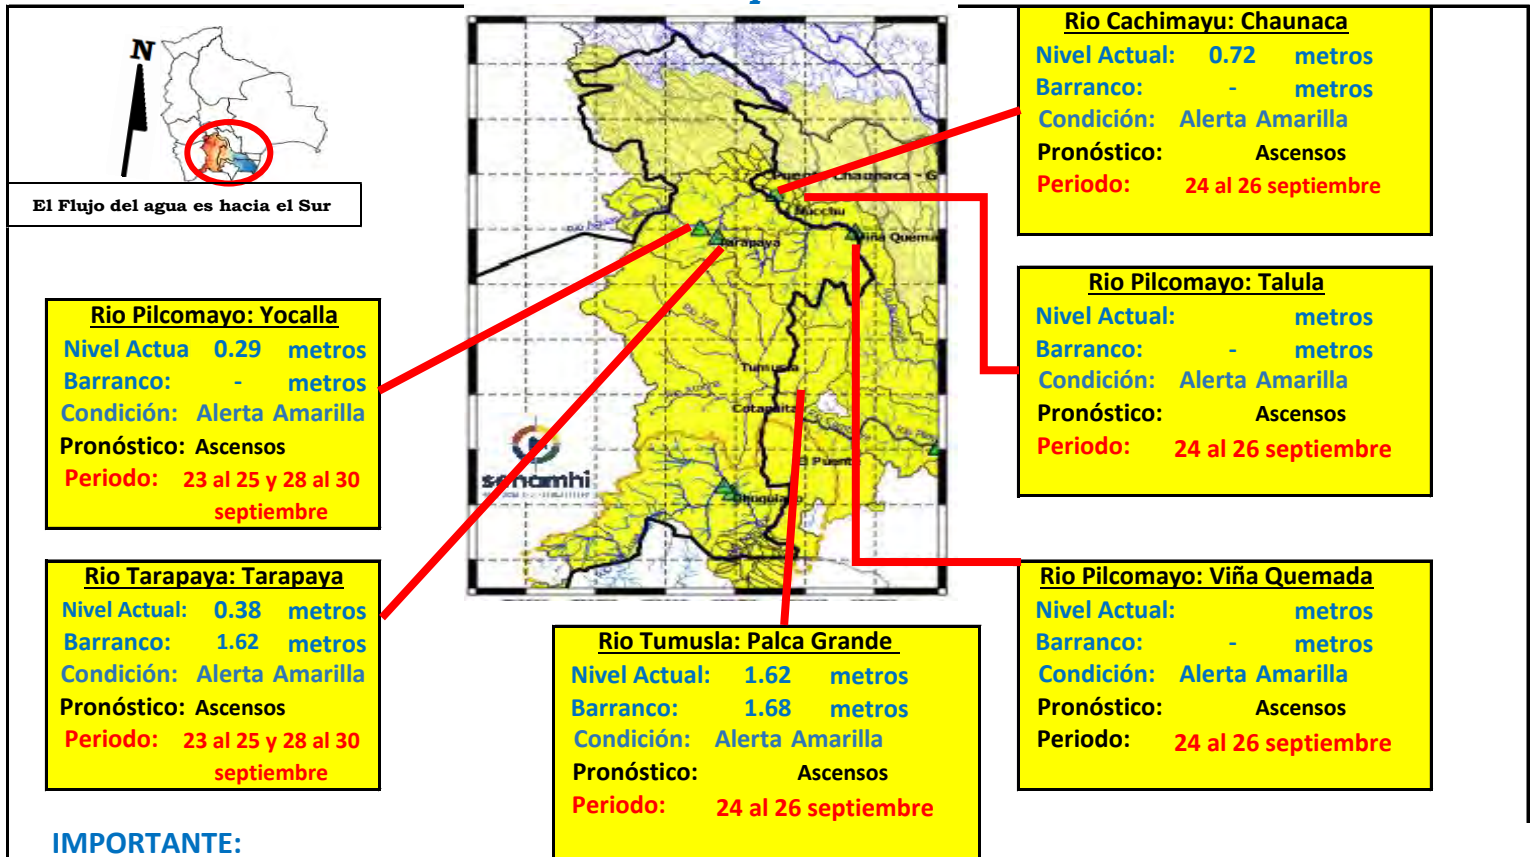 N
El Flujo del agua es hacia el Sur
Rio Cachimayu: Chaunaca
Nivel Actual: 0.72 metros
Barranco: - metros
Condición: Alerta Amarilla
Pronóstico: Ascensos
Periodo: 24 al 26 septiembre
Puente Chaunaca - G
Tarapaya
Viña Quema
Tumusla
Cotagaita
El Puente
senamhi
Rio Pilcomayo: Talula
Nivel Actual: metros
Barranco: - metros
Condición: Alerta Amarilla
Pronóstico: Ascensos
Periodo: 24 al 26 septiembre
Rio Pilcomayo: Yocalla
Nivel Actua 0.29 metros
Barranco: - metros
Condición: Alerta Amarilla
Pronóstico: Ascensos
Periodo: 23 al 25 y 28 al 30
septiembre
Rio Tarapaya: Tarapaya
Nivel Actual: 0.38 metros
Barranco: 1.62 metros
Condición: Alerta Amarilla
Pronóstico: Ascensos
Periodo: 23 al 25 y 28 al 30
septiembre
Rio Tumusla: Palca Grande
Nivel Actual: 1.62 metros
Barranco: 1.68 metros
Condición: Alerta Amarilla
Pronóstico: Ascensos
Periodo: 24 al 26 septiembre
Rio Pilcomayo: Viña Quemada
Nivel Actual: metros
Barranco: - metros
Condición: Alerta Amarilla
Pronóstico: Ascensos
Periodo: 24 al 26 septiembre
IMPORTANTE: